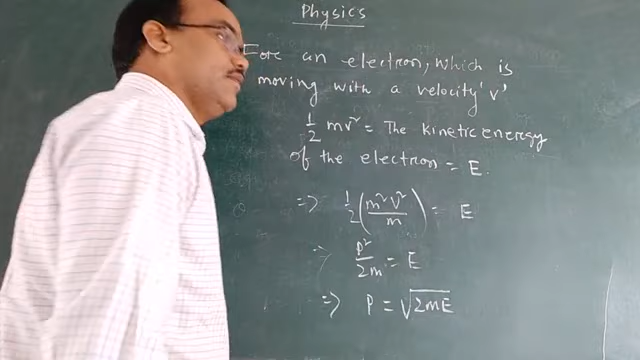 Physics
Fore an electron, which is
moving with a velocity 'v'
½ mv² = The kinetic energy
of the electron = E.
=> ½ (m²v²/m) = E
=> P²/2m = E
=> P = √2mE